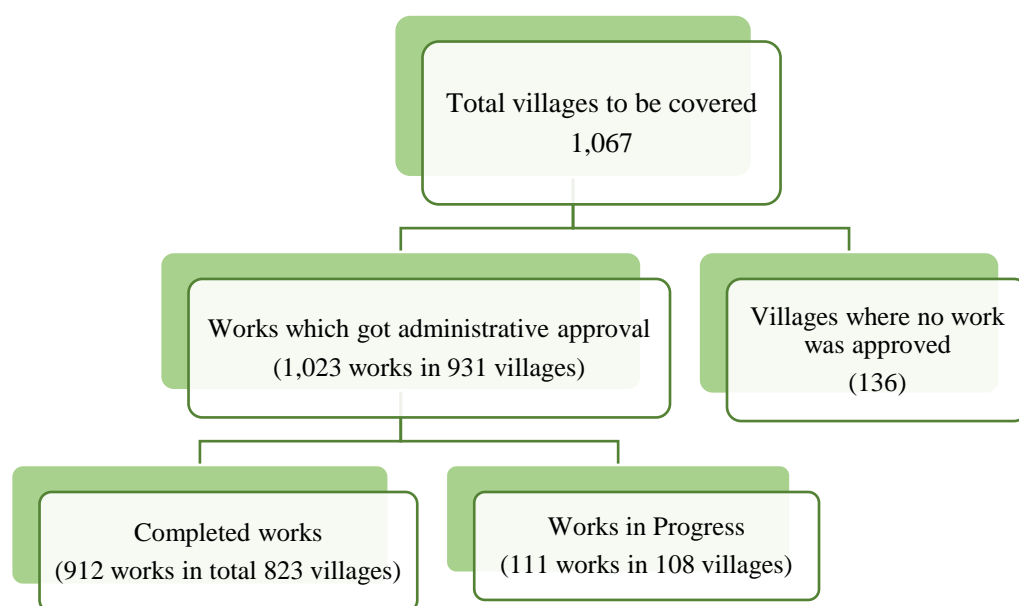 Total villages to be covered
1,067
Works which got administrative approval
(1,023 works in 931 villages)
Villages where no work
was approved
(136)
Completed works
(912 works in total 823 villages)
Works in Progress
(111 works in 108 villages)